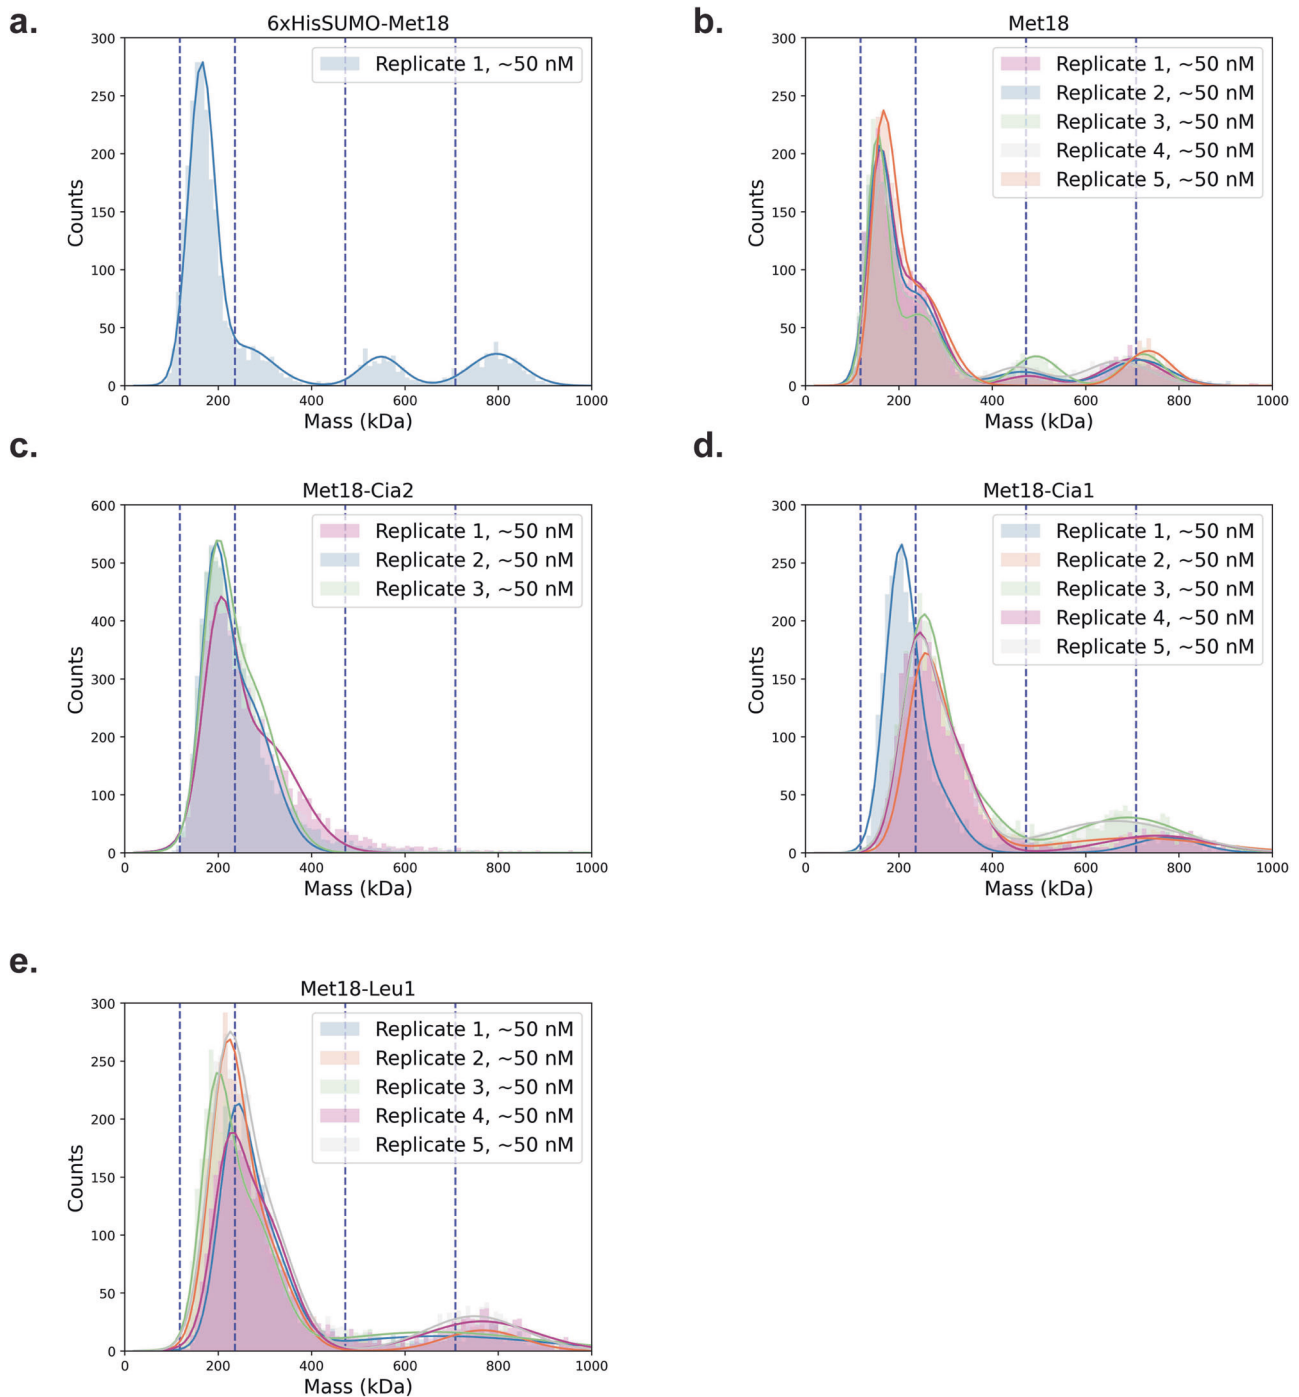 a.
6xHisSUMO-Met18
300
250
200
150
100
50
0
Counts
Replicate 1, ~50 nM
0 200 400 600 800 1000
Mass (kDa)
b.
Met18
300
250
200
150
100
50
0
Counts
Replicate 1, ~50 nM
Replicate 2, ~50 nM
Replicate 3, ~50 nM
Replicate 4, ~50 nM
Replicate 5, ~50 nM
0 200 400 600 800 1000
Mass (kDa)
c.
Met18-Cia2
600
500
400
300
200
100
0
Counts
Replicate 1, ~50 nM
Replicate 2, ~50 nM
Replicate 3, ~50 nM
0 200 400 600 800 1000
Mass (kDa)
d.
Met18-Cia1
300
250
200
150
100
50
0
Counts
Replicate 1, ~50 nM
Replicate 2, ~50 nM
Replicate 3, ~50 nM
Replicate 4, ~50 nM
Replicate 5, ~50 nM
0 200 400 600 800 1000
Mass (kDa)
e.
Met18-Leu1
300
250
200
150
100
50
0
Counts
Replicate 1, ~50 nM
Replicate 2, ~50 nM
Replicate 3, ~50 nM
Replicate 4, ~50 nM
Replicate 5, ~50 nM
0 200 400 600 800 1000
Mass (kDa)